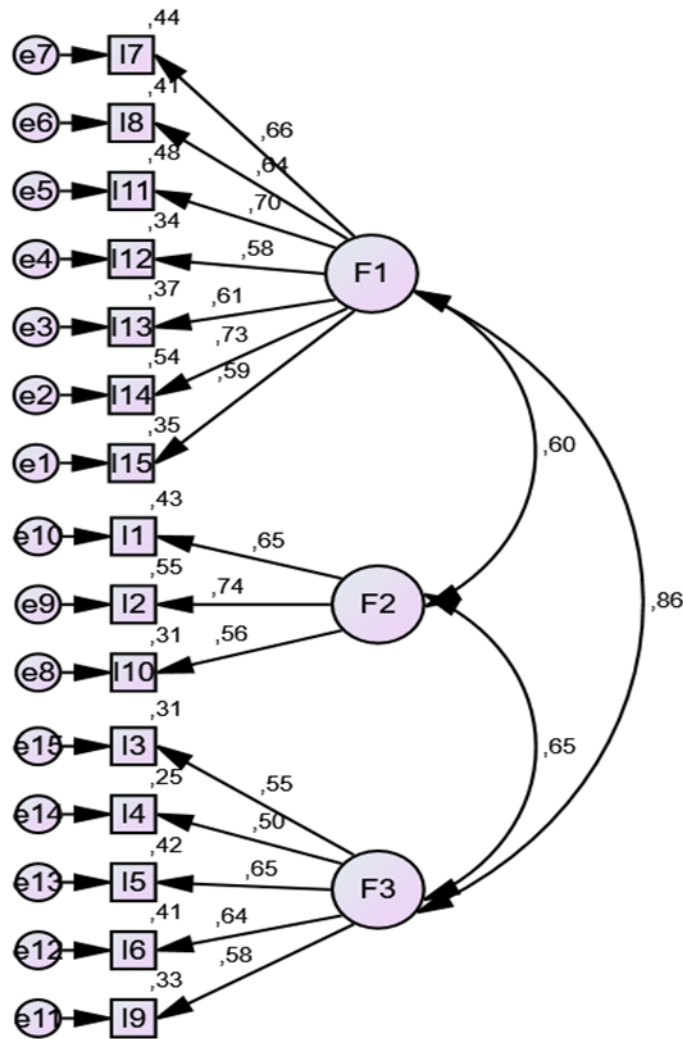 ,44
e7 I7
,66
,41
e6 I8
,64
,48
e5 I11
,70
,34
e4 I12
,58
F1
,37
e3 I13
,61
,73
,54
e2 I14
,59
,35
e1 I15
,60
,43
e10 I1
,65
,55
e9 I2
,74
F2
,86
,31
e8 I10
,56
,31
e15 I3
,65
,55
,25
e14 I4
,50
,42
e13 I5
,65
F3
,41
e12 I6
,64
,58
,33
e11 I9